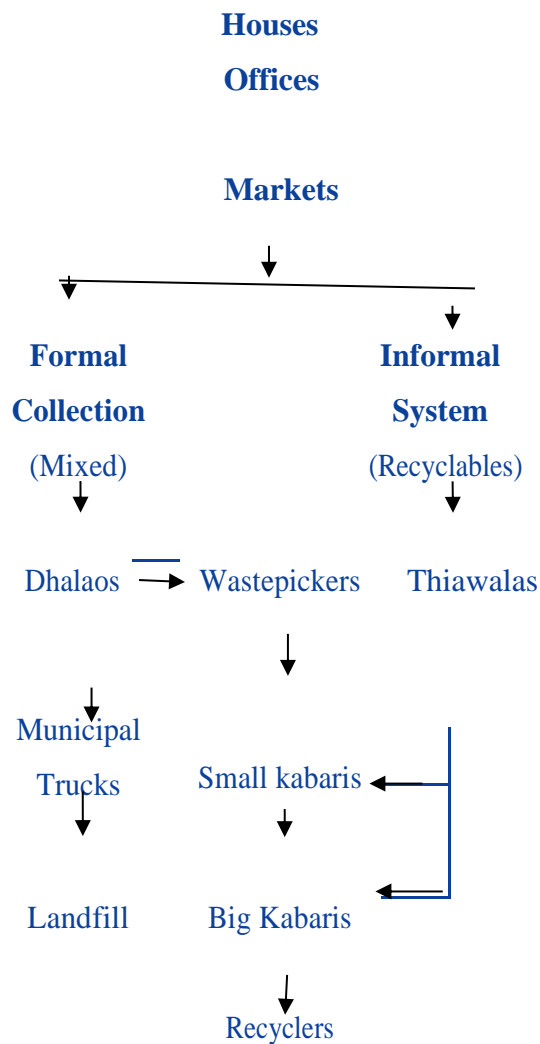 Houses
Offices
Markets
Formal Informal
Collection System
(Mixed) (Recyclables)
Dhalaos Wastepickers Thiawalas
Municipal
Trucks Small kabaris
Landfill Big Kabaris
Recyclers